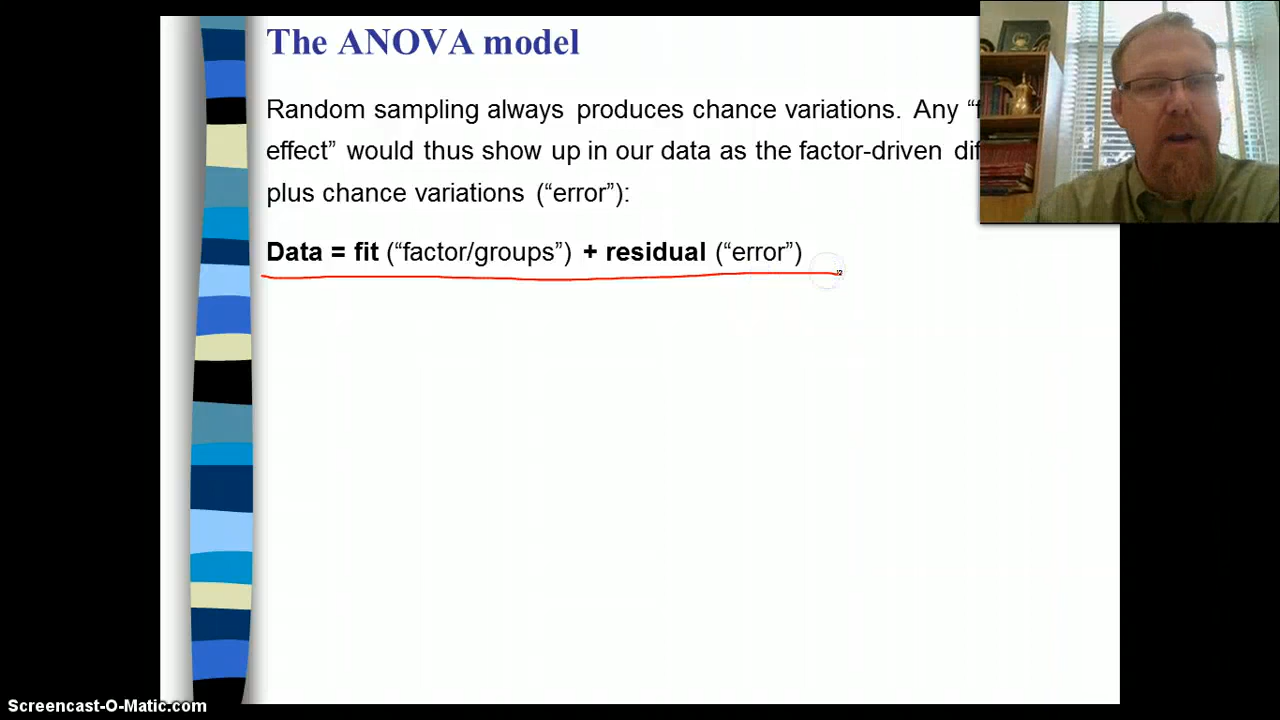 The ANOVA model
Random sampling always produces chance variations. Any
effect” would thus show up in our data as the factor-driven
plus chance variations (“error”):
Data = fit (“factor/groups”) + residual (“error”)
Screencast-O-Matic.com